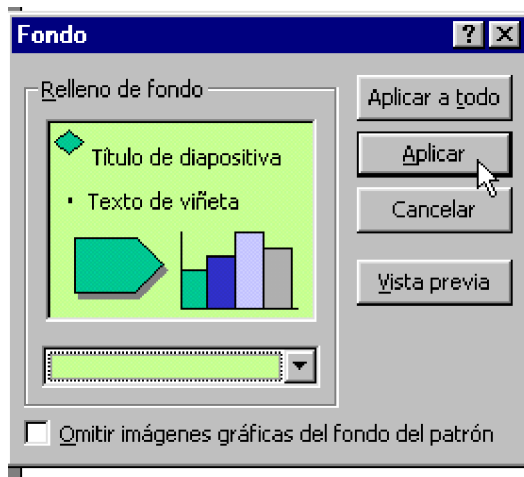 Fondo
Relleno de fondo
Título de diapositiva
• Texto de viñeta
Aplicar a todo
Aplicar
Cancelar
Vista previa
Omitir imágenes gráficas del fondo del patrón